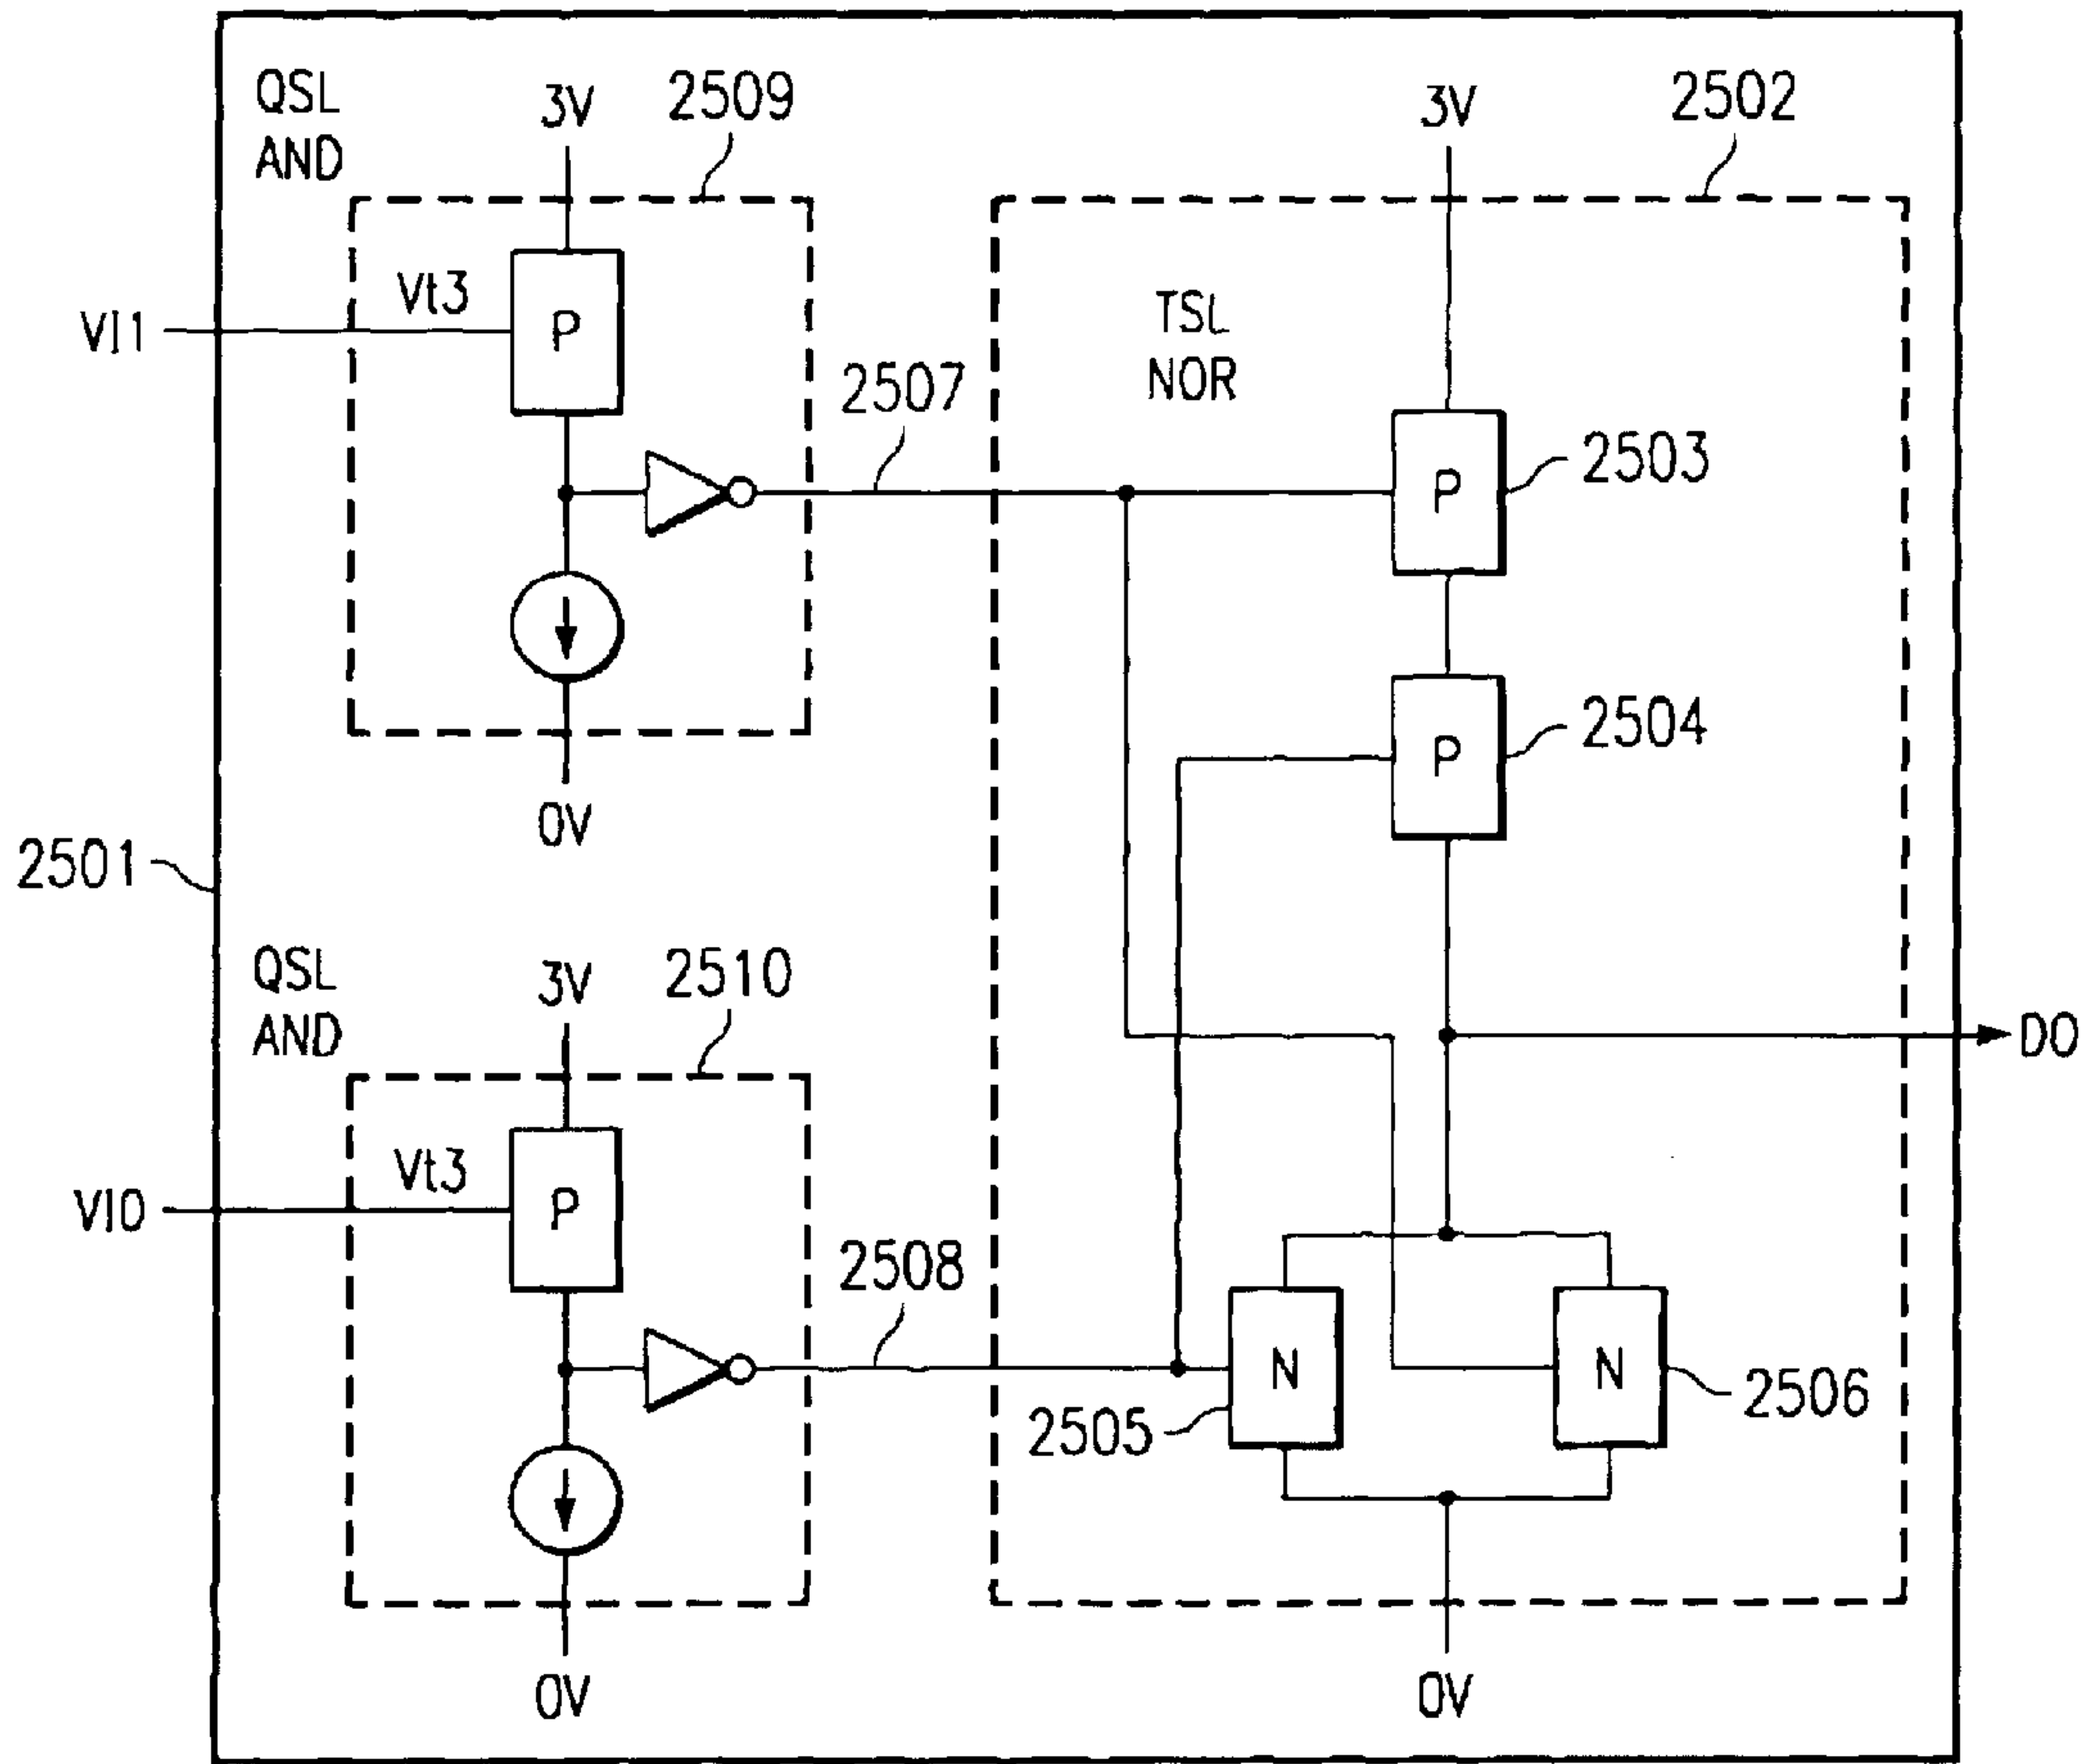 QSL
AND
3V
2509
3V
2502
Vt3
VI1
P
TSL
NOR
2507
P
2503
P
2504
0V
2501
QSL
AND
3V
2510
DO
Vt3
VI0
P
2508
N
N
2505
2506
0V
0V